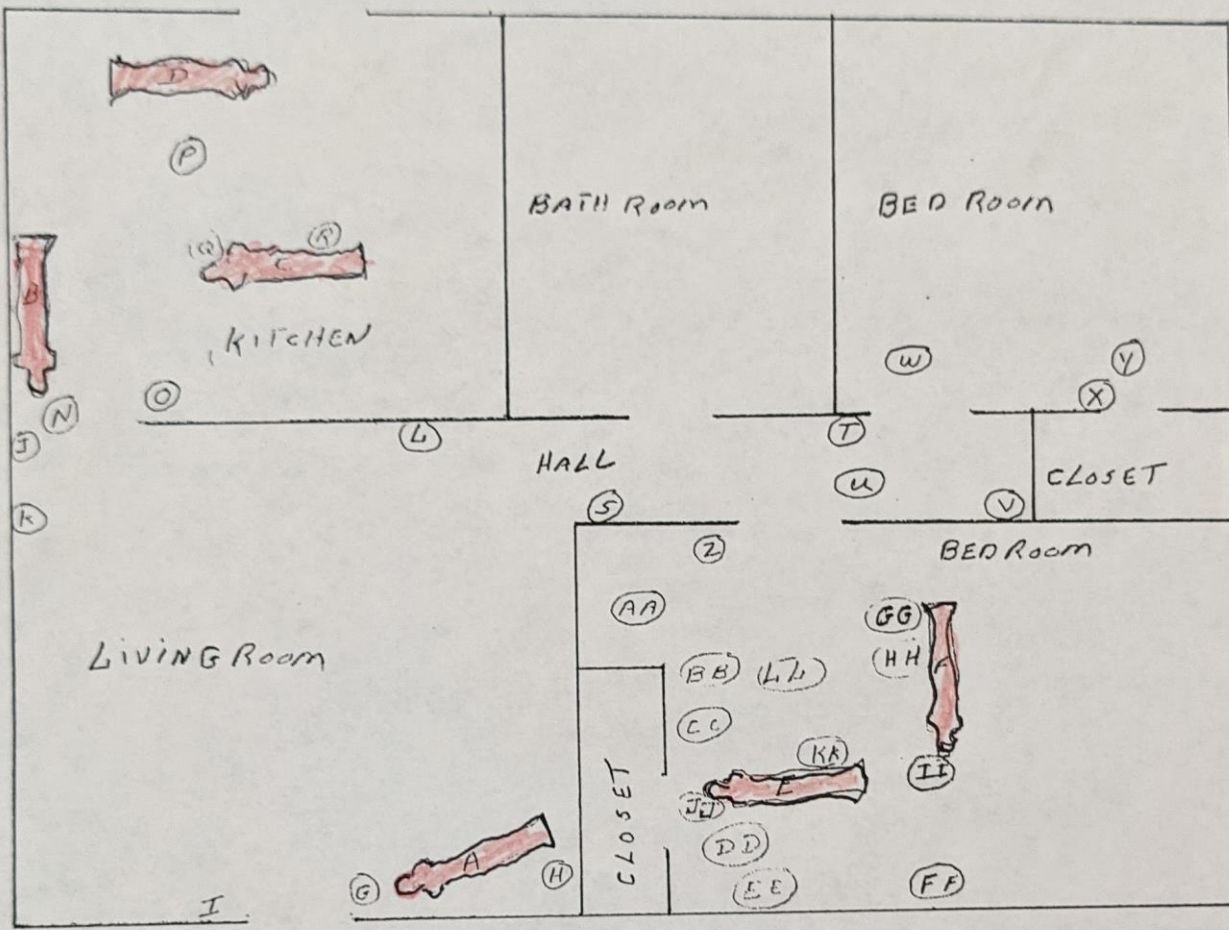 D
P
BATH ROOM
BED ROOM
Q
R
C
B
KITCHEN
W
Y
X
O
N
J
L
T
HALL
U
CLOSET
K
S
V
Z
BED ROOM
AA
GG
LIVING ROOM
BB
LL
HH
F
CC
KK
II
E
JJ
CLOSET
A
DD
G
H
EE
FF
I